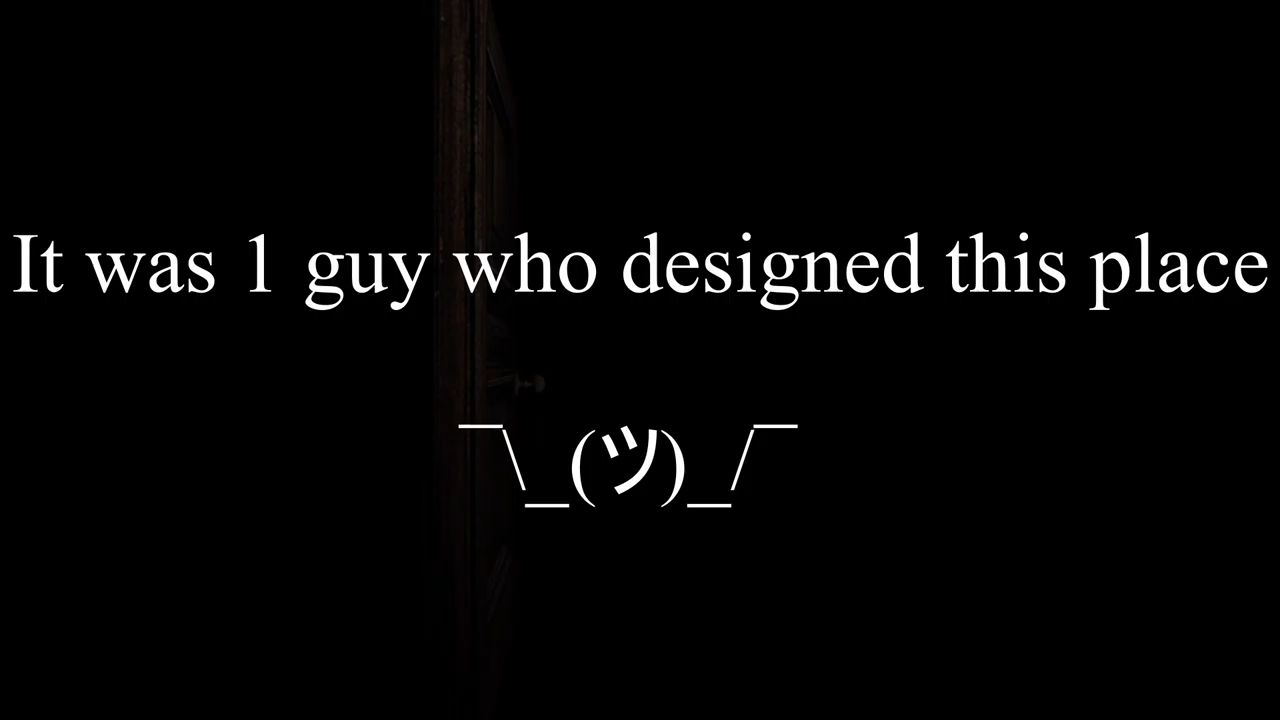 It was 1 guy who designed this place
¯\_(ツ)_/¯